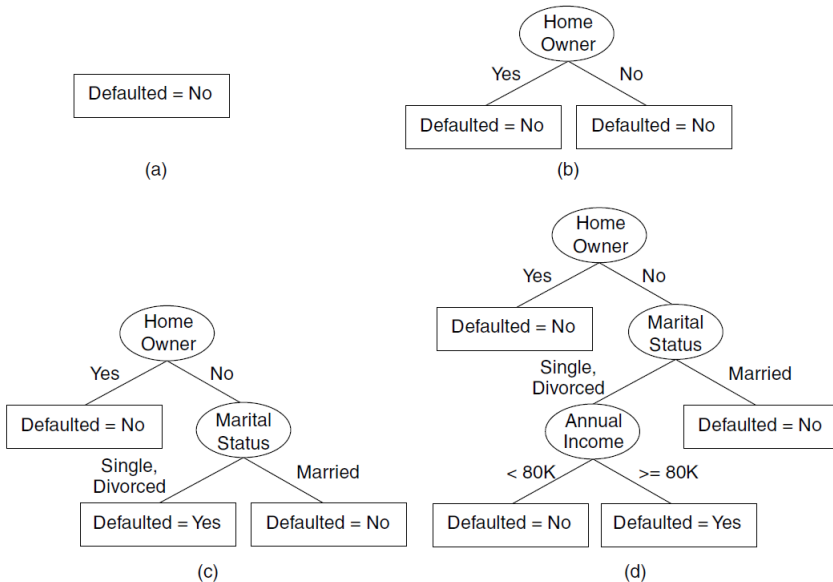 Defaulted = No
(a)
Home
Owner
Yes
No
Defaulted = No
Defaulted = No
(b)
Home
Owner
Yes
No
Defaulted = No
Marital
Status
Single,
Divorced
Married
Defaulted = Yes
Defaulted = No
(c)
Home
Owner
Yes
No
Defaulted = No
Marital
Status
Single,
Divorced
Married
Annual
Income
Defaulted = No
< 80K
>= 80K
Defaulted = No
Defaulted = Yes
(d)